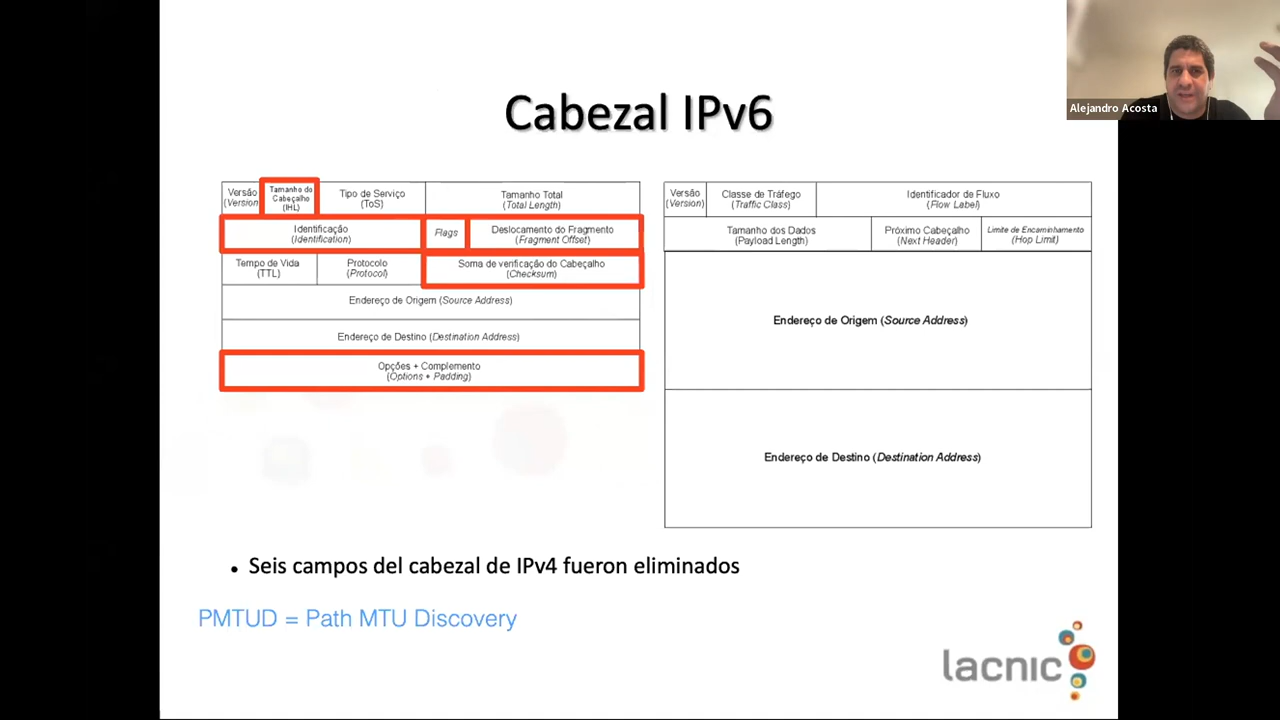 Alejandro Acosta
Cabezal IPv6
Versão
(Version)
Tamanho do
Cabeçalho
(IHL)
Tipo de Serviço
(ToS)
Tamanho Total
(Total Length)
Identificação
(Identification)
Flags
Deslocamento do Fragmento
(Fragment Offset)
Tempo de Vida
(TTL)
Protocolo
(Protocol)
Soma de verificação do Cabeçalho
(Checksum)
Endereço de Origem (Source Address)
Endereço de Destino (Destination Address)
Opções + Complemento
(Options + Padding)
Versão
(Version)
Classe de Tráfego
(Traffic Class)
Identificador de Fluxo
(Flow Label)
Tamanho dos Dados
(Payload Length)
Próximo Cabeçalho
(Next Header)
Limite de Encaminhamento
(Hop Limit)
Endereço de Origem (Source Address)
Endereço de Destino (Destination Address)
• Seis campos del cabezal de IPv4 fueron eliminados
PMTUD = Path MTU Discovery
lacnic